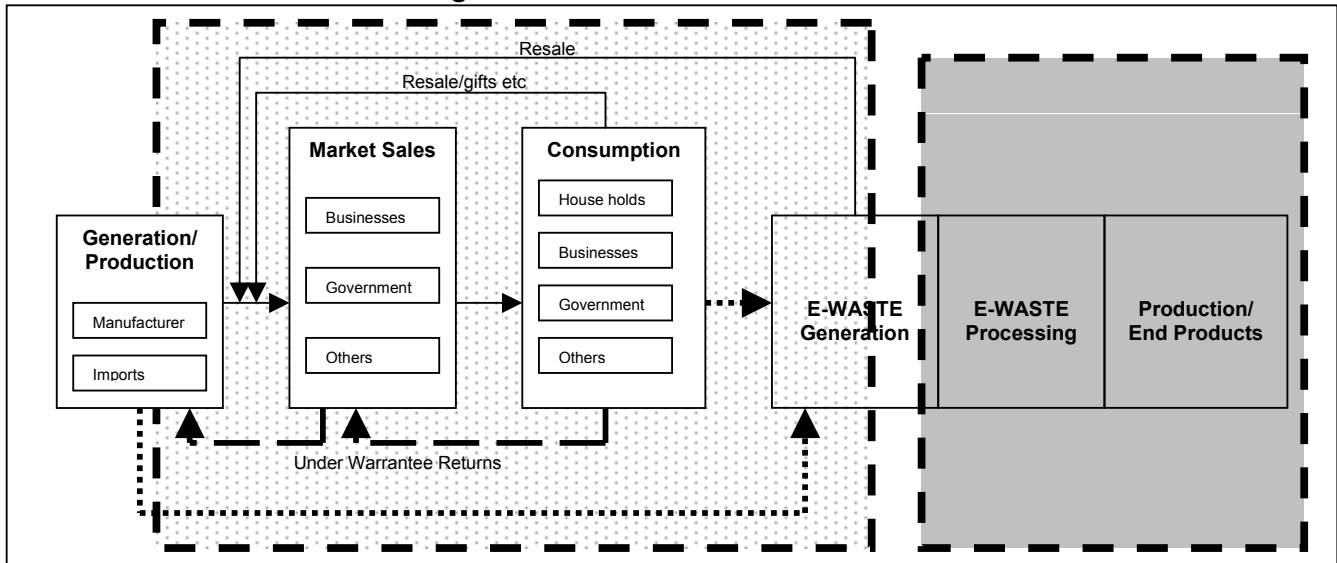 Resale
Resale/gifts etc
Market Sales
Businesses
Government
Others
Consumption
House holds
Businesses
Government
Others
Generation/
Production
Manufacturer
Imports
E-WASTE
Generation
E-WASTE
Processing
Production/
End Products
Under Warrantee Returns